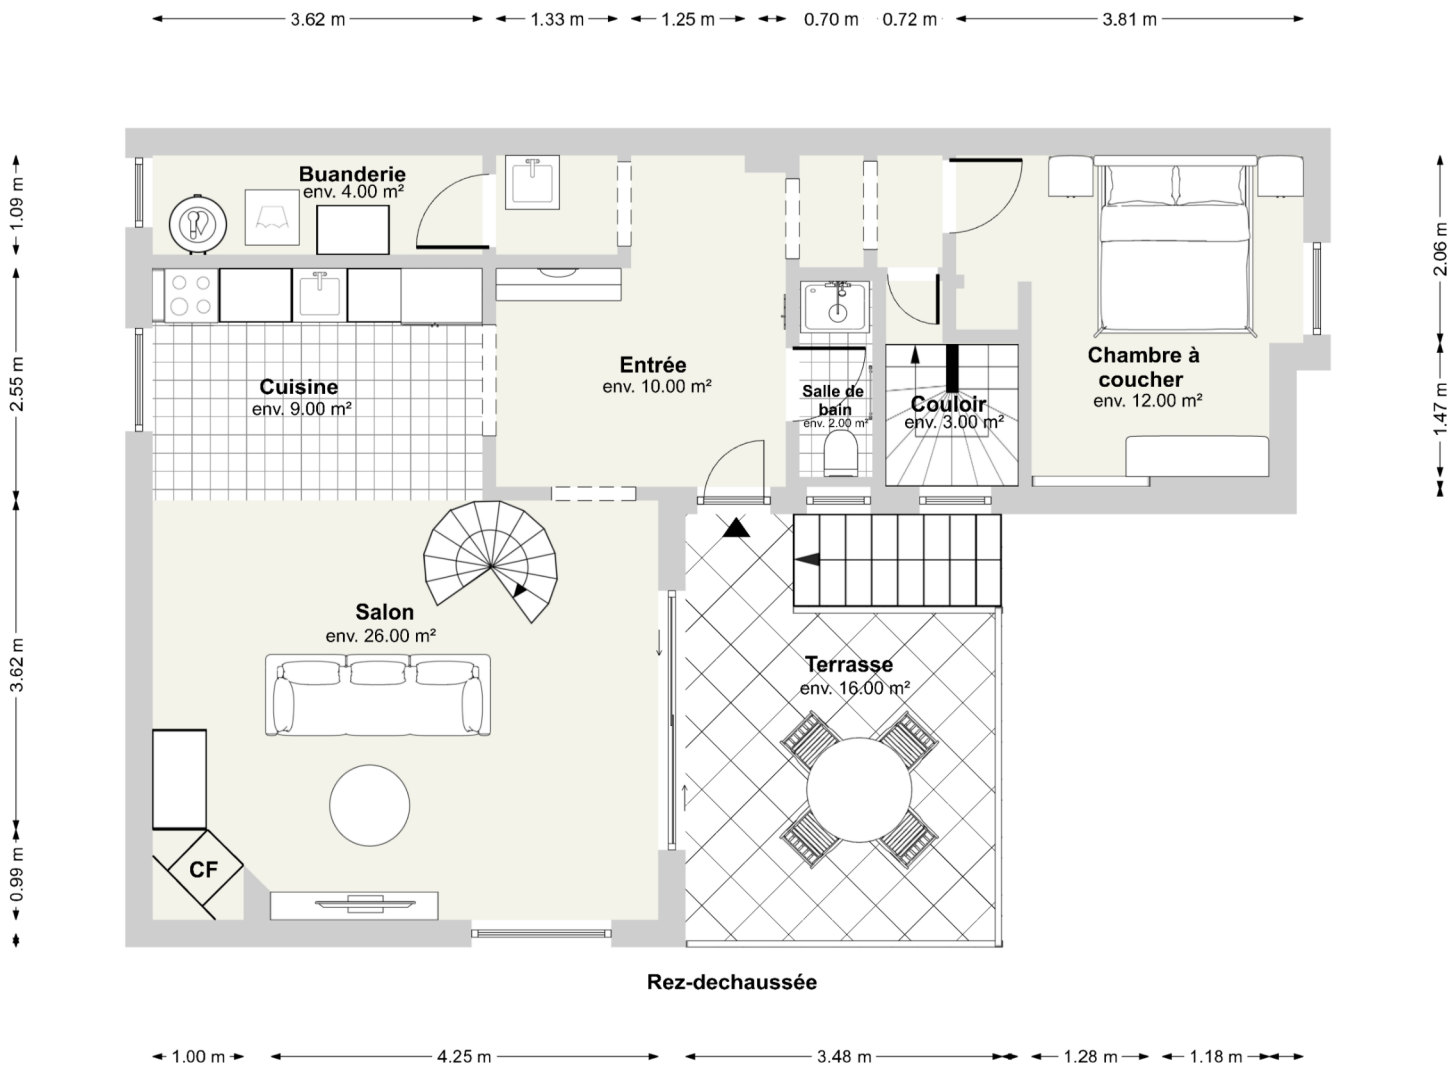 3.62 m
1.33 m
1.25 m
0.70 m
0.72 m
3.81 m
1.09 m
2.55 m
3.62 m
0.99 m
2.06 m
1.47 m
Buanderie
env. 4.00 m²
Cuisine
env. 9.00 m²
Entrée
env. 10.00 m²
Salle de
bain
env. 2.00 m²
Couloir
env. 3.00 m²
Chambre à
coucher
env. 12.00 m²
Salon
env. 26.00 m²
Terrasse
env. 16.00 m²
CF
Rez-dechaussée
1.00 m
4.25 m
3.48 m
1.28 m
1.18 m